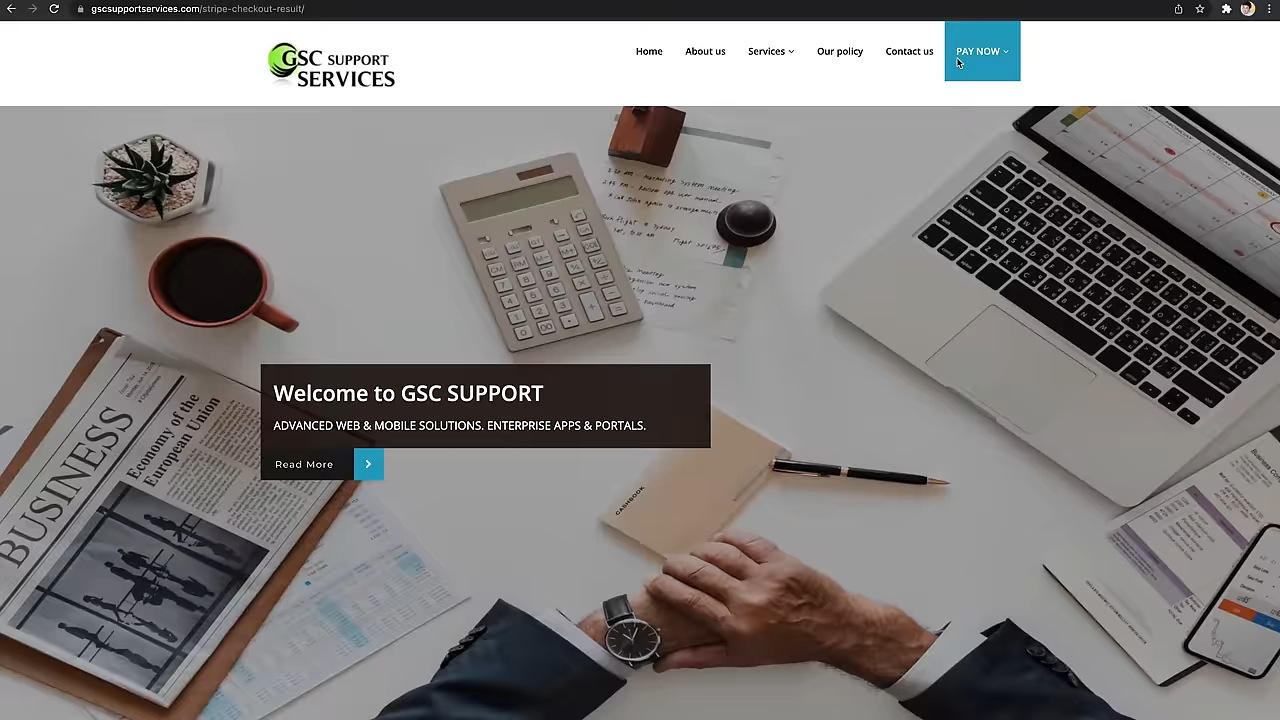 gscsupportservices.com/stripe-checkout-result/
GSC SUPPORT
SERVICES
Home
About us
Services
Our policy
Contact us
PAY NOW
Welcome to GSC SUPPORT
ADVANCED WEB & MOBILE SOLUTIONS. ENTERPRISE APPS & PORTALS.
Read More
BUSINESS
Economy of the
European Union
CASHBOOK